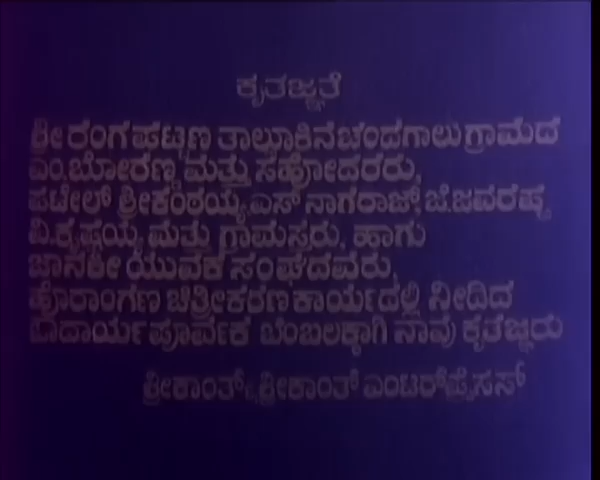 ಕೃತಜ್ಞತೆ
ಶ್ರೀರಂಗಪಟ್ಟಣ ತಾಲ್ಲೂಕಿನ ಚಂದಗಾಲು ಗ್ರಾಮದ
ಎಂ.ಬೋರಣ್ಣ ಮತ್ತು ಸಹೋದರರು,
ಪಟೇಲ್ ಶ್ರೀಕಂಠಯ್ಯ ಎಸ್ ನಾಗರಾಜ್, ಜೆ.ಜವರಪ್ಪ
ವಿ.ಕೃಷ್ಣಯ್ಯ ಮತ್ತು ಗ್ರಾಮಸ್ಥರು, ಹಾಗು
ಜಾನಕೀ ಯುವಕ ಸಂಘದವರು,
ಹೊರಾಂಗಣ ಚಿತ್ರೀಕರಣ ಕಾರ್ಯದಲ್ಲಿ ನೀಡಿದ
ಔದಾರ್ಯಪೂರ್ವಕ ಬೆಂಬಲಕ್ಕಾಗಿ ನಾವು ಕೃತಜ್ಞರು
ಶ್ರೀಕಾಂತ್ & ಶ್ರೀಕಾಂತ್ ಎಂಟರ್‌ಪ್ರೈಸಸ್